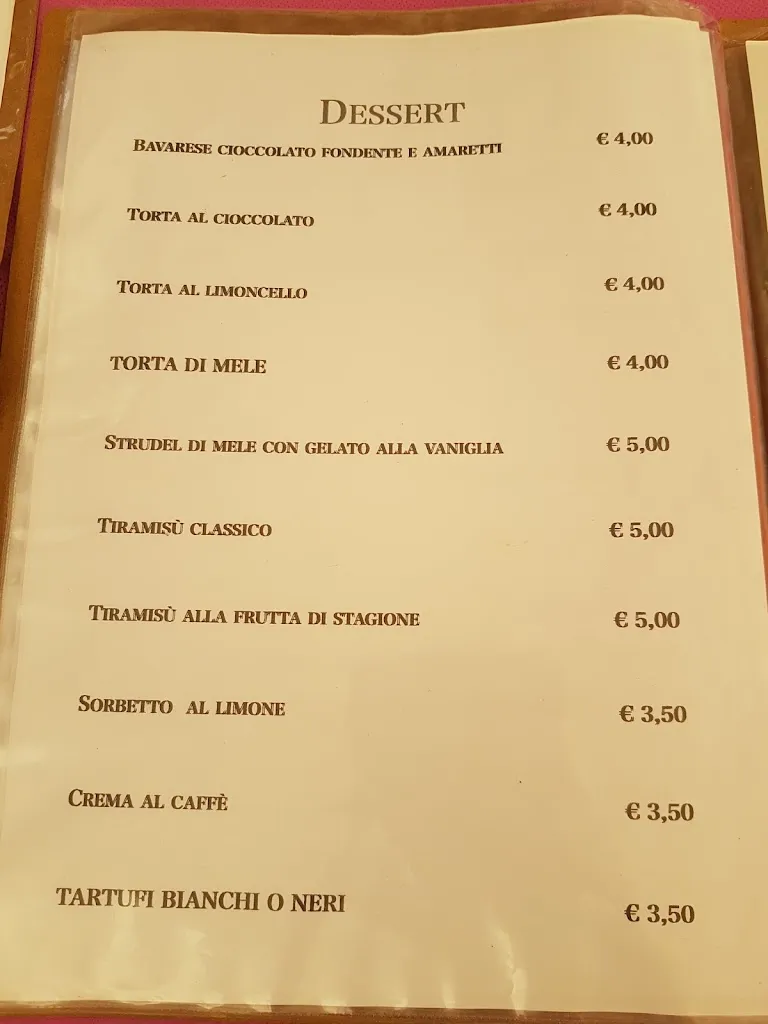 DESSERT
BAVARESE CIOCCOLATO FONDENTE E AMARETTI € 4,00
TORTA AL CIOCCOLATO € 4,00
TORTA AL LIMONCELLO € 4,00
TORTA DI MELE € 4,00
STRUDEL DI MELE CON GELATO ALLA VANIGLIA € 5,00
TIRAMISÙ CLASSICO € 5,00
TIRAMISÙ ALLA FRUTTA DI STAGIONE € 5,00
SORBETTO AL LIMONE € 3,50
CREMA AL CAFFÈ € 3,50
TARTUFI BIANCHI O NERI € 3,50